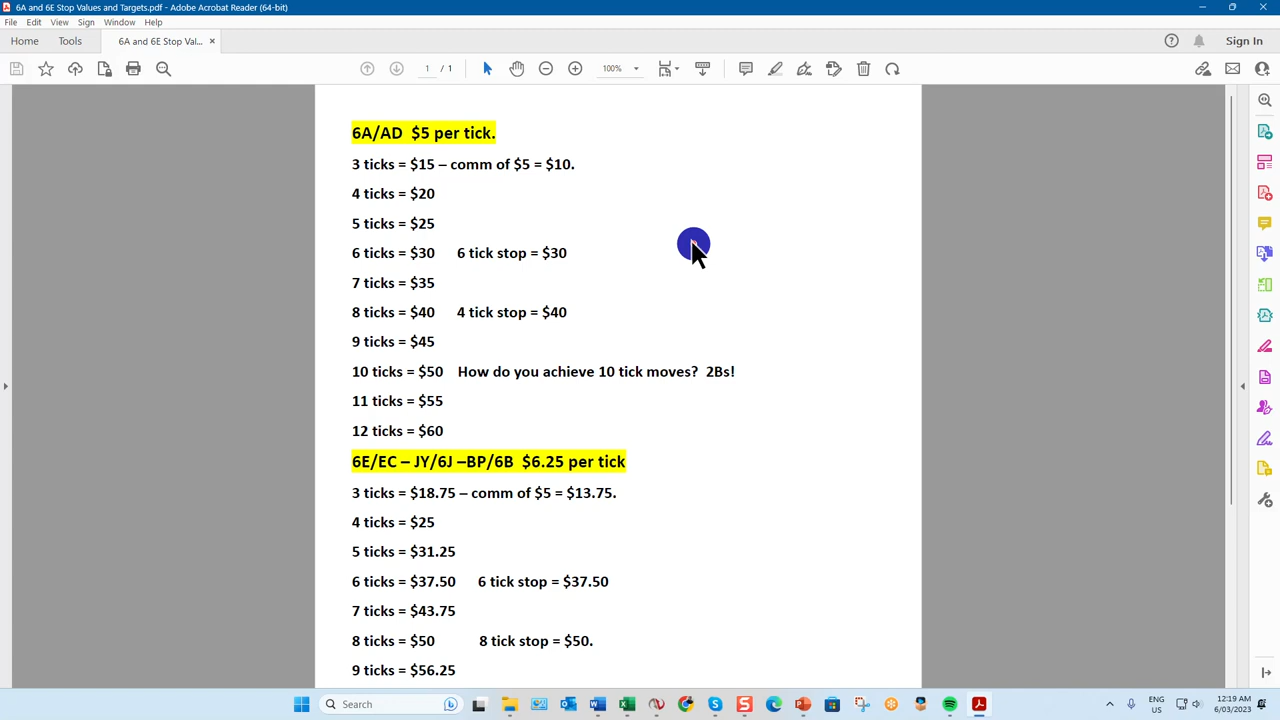 6A and 6E Stop Values and Targets.pdf - Adobe Acrobat Reader (64-bit)
File Edit View Sign Window Help
Home Tools 6A and 6E Stop Val... × Sign In
1 / 1 100%
6A/AD $5 per tick.
3 ticks = $15 – comm of $5 = $10.
4 ticks = $20
5 ticks = $25
6 ticks = $30 6 tick stop = $30
7 ticks = $35
8 ticks = $40 4 tick stop = $40
9 ticks = $45
10 ticks = $50 How do you achieve 10 tick moves? 2Bs!
11 ticks = $55
12 ticks = $60
6E/EC – JY/6J –BP/6B $6.25 per tick
3 ticks = $18.75 – comm of $5 = $13.75.
4 ticks = $25
5 ticks = $31.25
6 ticks = $37.50 6 tick stop = $37.50
7 ticks = $43.75
8 ticks = $50 8 tick stop = $50.
9 ticks = $56.25
Search
ENG
US
12:19 AM
6/03/2023